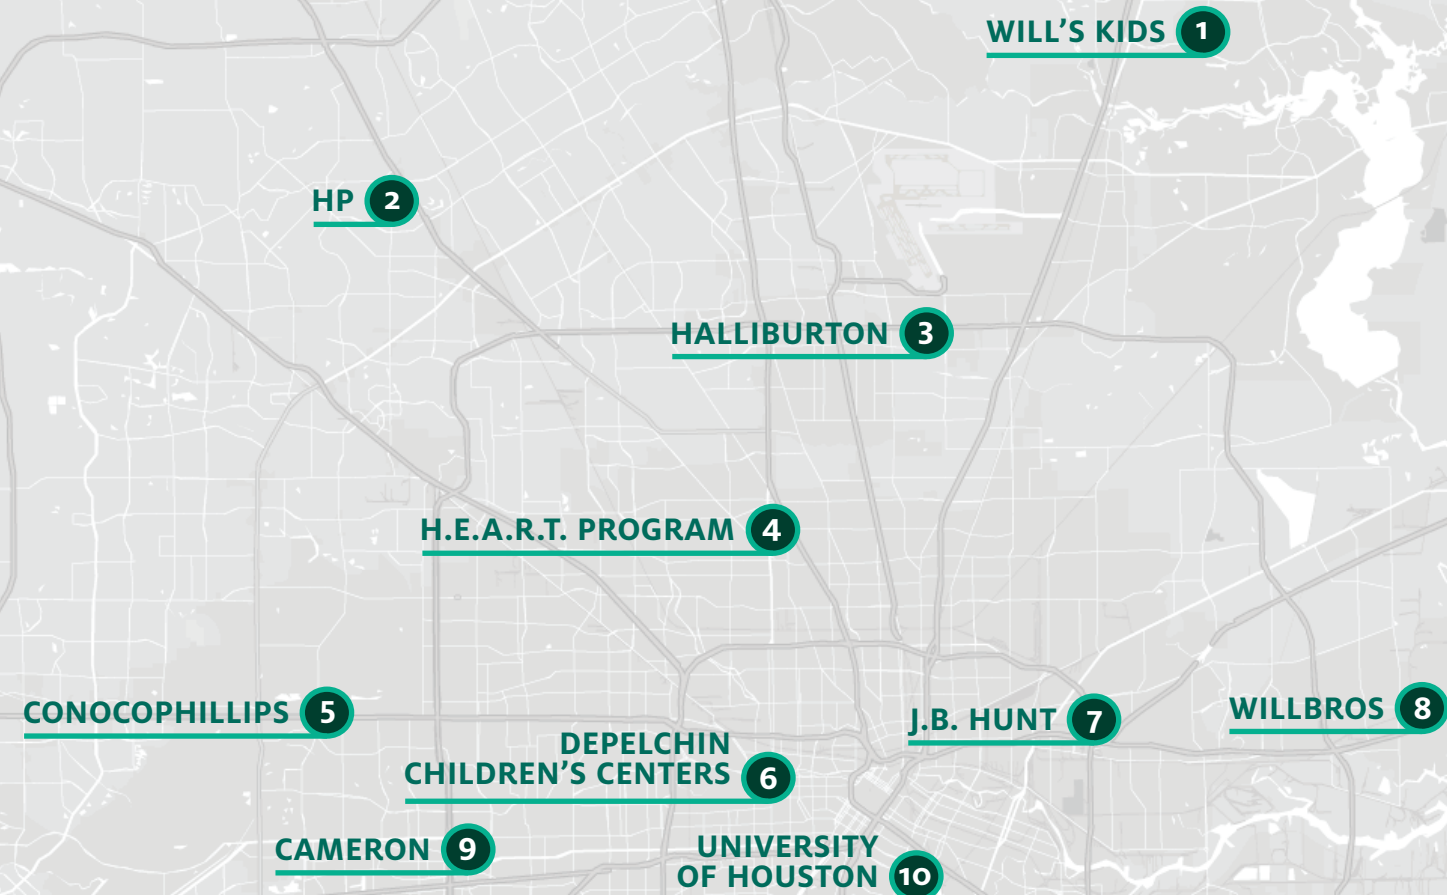 WILL'S KIDS 1
HP 2
HALLIBURTON 3
H.E.A.R.T. PROGRAM 4
CONOCOPHILLIPS 5
DEPELCHIN
CHILDREN'S CENTERS 6
J.B. HUNT 7
WILLBROS 8
CAMERON 9
UNIVERSITY
OF HOUSTON 10